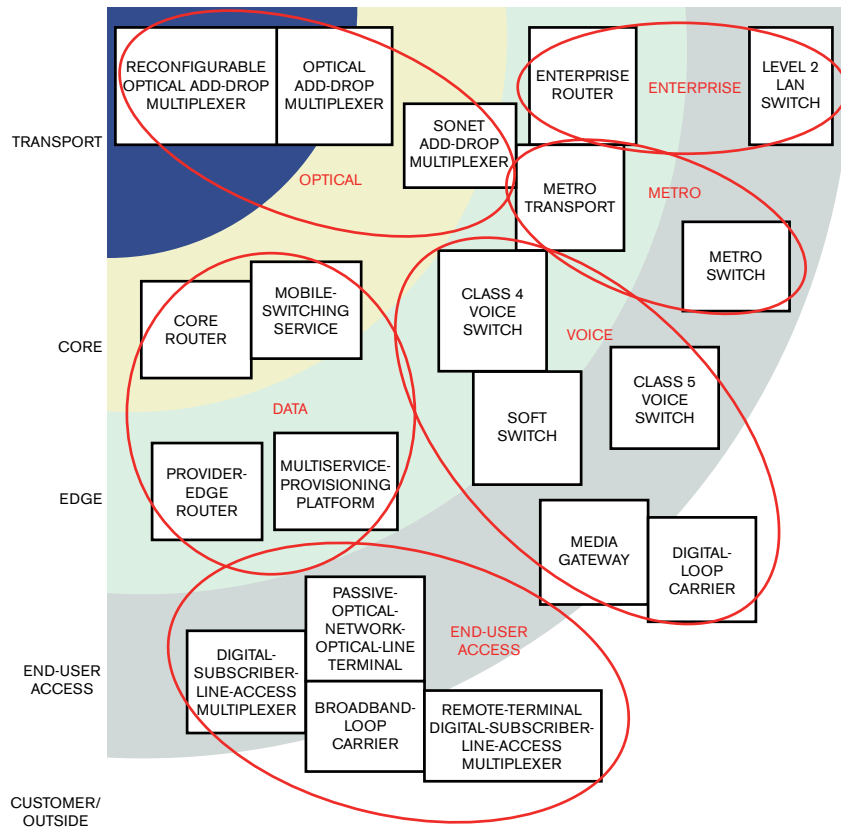 RECONFIGURABLE
OPTICAL ADD-DROP
MULTIPLEXER
OPTICAL
ADD-DROP
MULTIPLEXER
ENTERPRISE
ROUTER
ENTERPRISE
LEVEL 2
LAN
SWITCH
TRANSPORT
SONET
ADD-DROP
MULTIPLEXER
OPTICAL
METRO
TRANSPORT
METRO
METRO
SWITCH
CORE
CORE
ROUTER
MOBILE-
SWITCHING
SERVICE
CLASS 4
VOICE
SWITCH
VOICE
CLASS 5
VOICE
SWITCH
DATA
SOFT
SWITCH
EDGE
PROVIDER-
EDGE
ROUTER
MULTISERVICE-
PROVISIONING
PLATFORM
MEDIA
GATEWAY
DIGITAL-
LOOP
CARRIER
PASSIVE-
OPTICAL-
NETWORK-
OPTICAL-LINE
TERMINAL
END-USER
ACCESS
END-USER
ACCESS
DIGITAL-
SUBSCRIBER-
LINE-ACCESS
MULTIPLEXER
BROADBAND-
LOOP
CARRIER
REMOTE-TERMINAL
DIGITAL-SUBSCRIBER-
LINE-ACCESS
MULTIPLEXER
CUSTOMER/
OUTSIDE